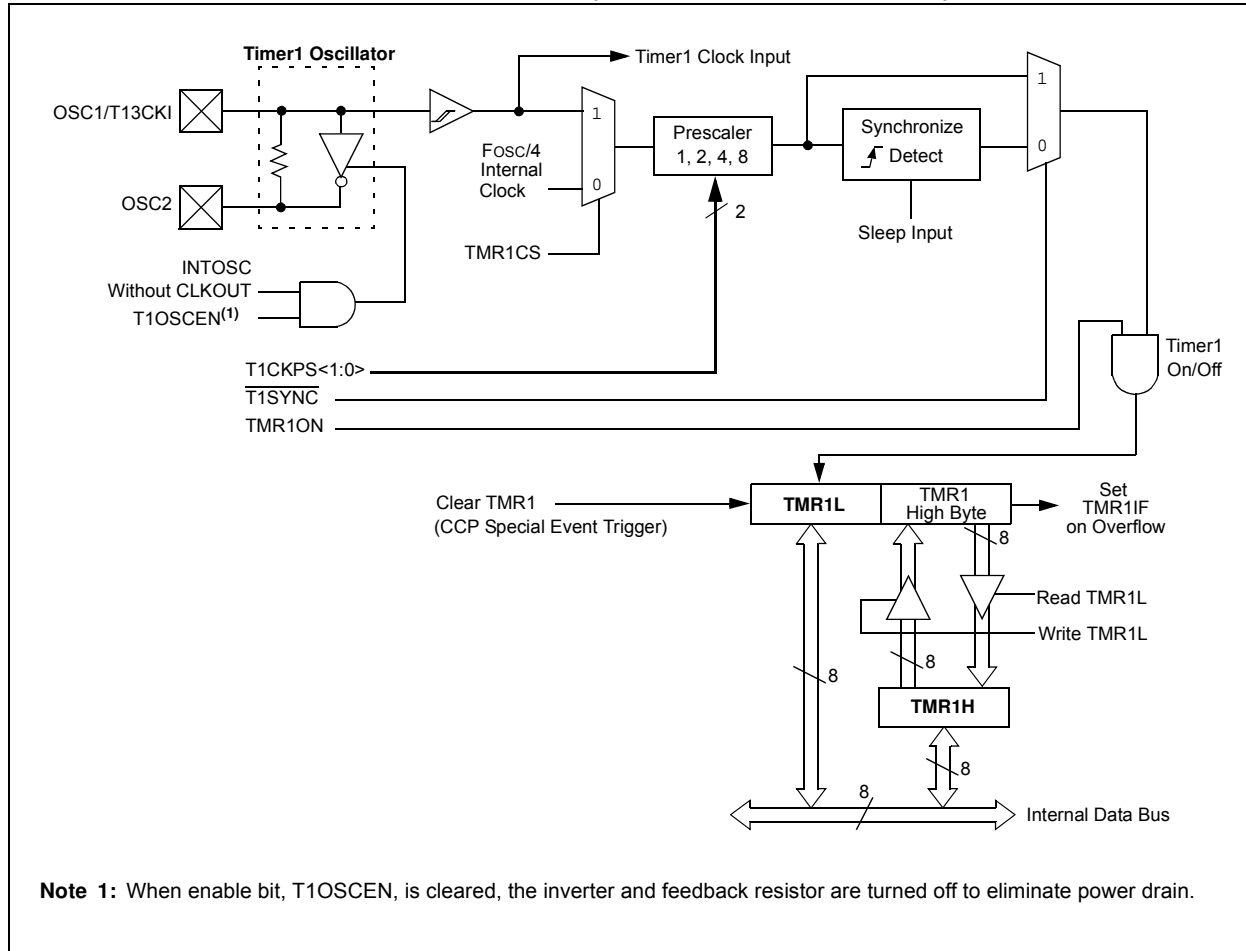 Timer1 Oscillator
Timer1 Clock Input
OSC1/T13CKI
1
1
Prescaler
1, 2, 4, 8
Synchronize
Detect
FOSC/4
Internal
Clock
0
0
OSC2
2
Sleep Input
TMR1CS
INTOSC
Without CLKOUT
T1OSCEN(1)
Timer1
On/Off
T1CKPS<1:0>
T1SYNC
TMR1ON
Clear TMR1
(CCP Special Event Trigger)
TMR1L
TMR1
High Byte
Set
TMR1IF
on Overflow
8
Read TMR1L
Write TMR1L
8
8
TMR1H
8
8
Internal Data Bus
Note 1: When enable bit, T1OSCEN, is cleared, the inverter and feedback resistor are turned off to eliminate power drain.